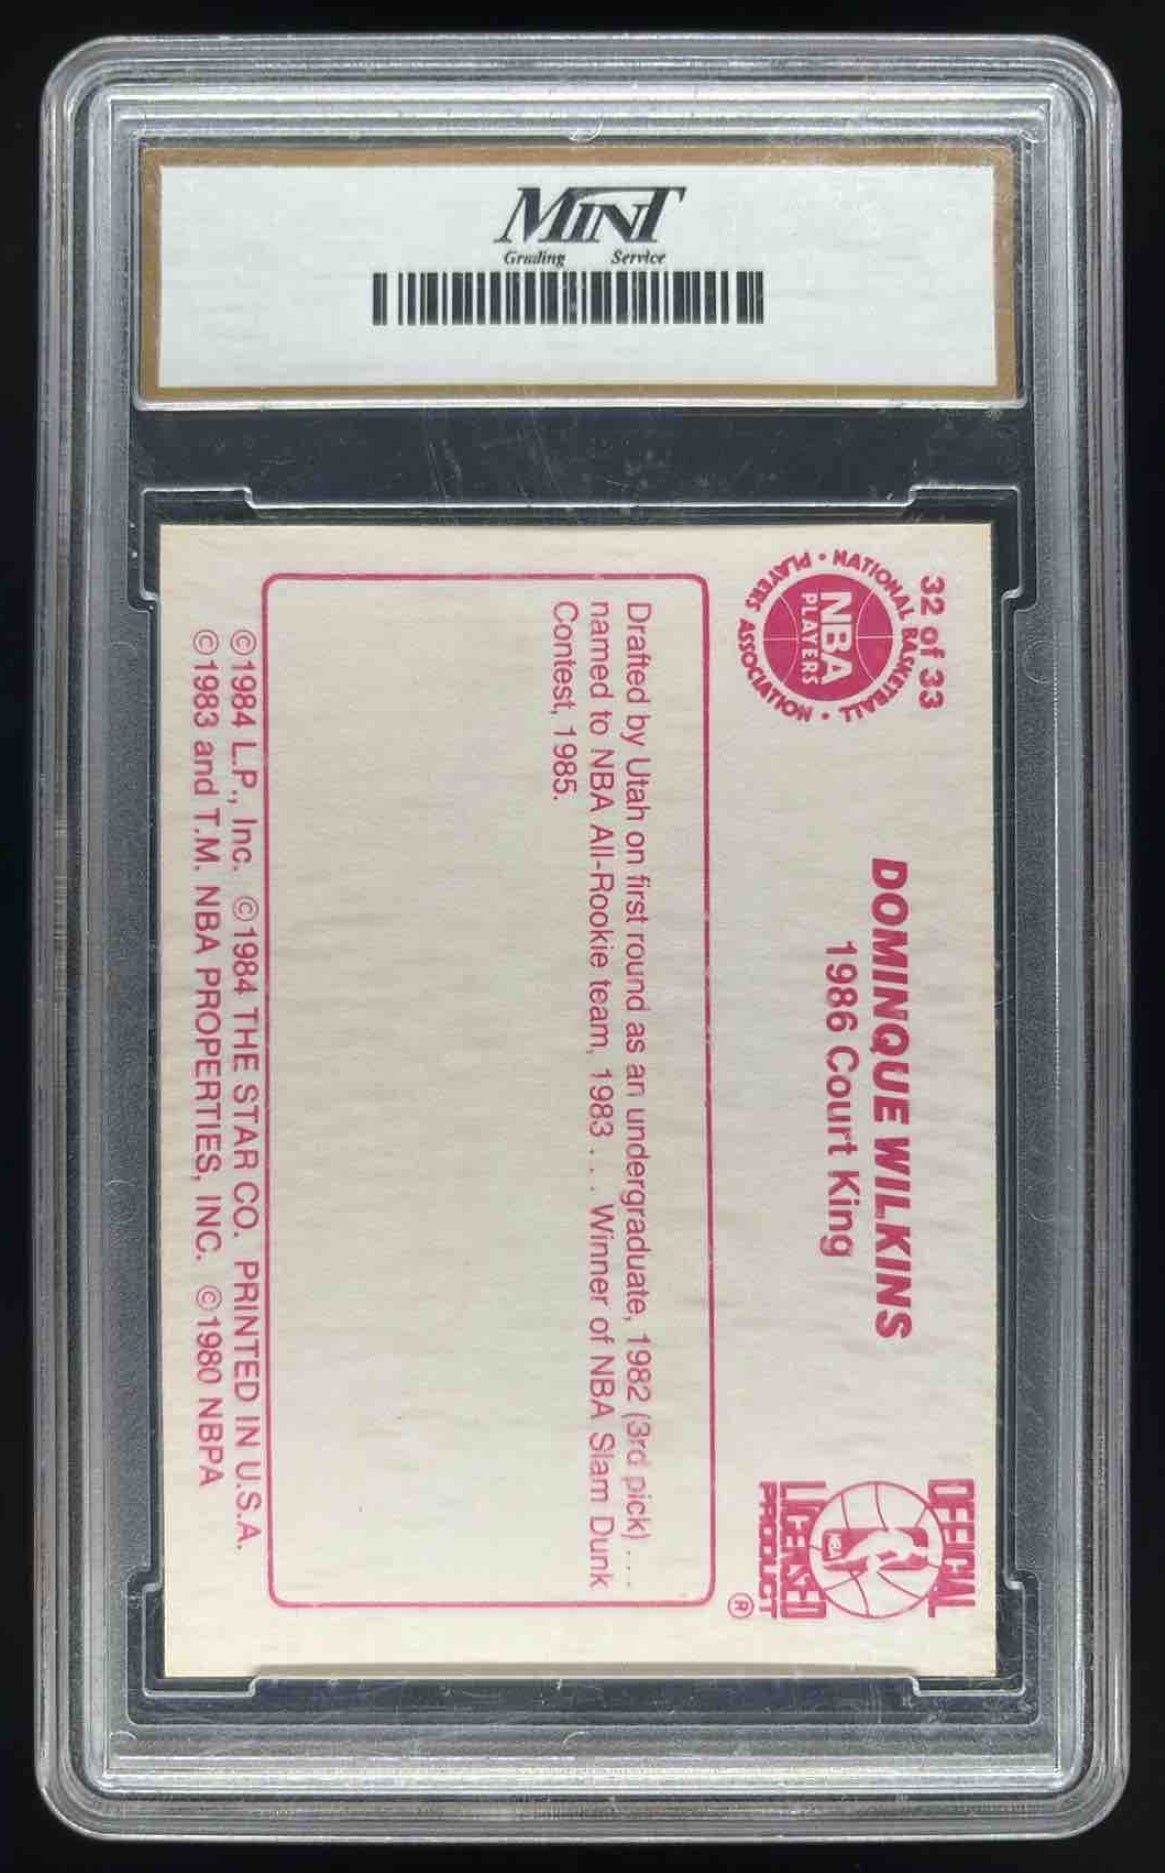 MINT
Grading Service
32 of 33
NATIONAL BASKETBALL PLAYERS ASSOCIATION
NBA
PLAYERS
DOMINQUE WILKINS
1986 Court King
OFFICIAL
LICENSED
PRODUCT
®
Drafted by Utah on first round as an undergraduate, 1982 (3rd pick) . . .
named to NBA All-Rookie team, 1983 . . . Winner of NBA Slam Dunk
Contest, 1985.
©1984 L.P., Inc. ©1984 THE STAR CO. PRINTED IN U.S.A.
©1983 and T.M. NBA PROPERTIES, INC. ©1980 NBPA